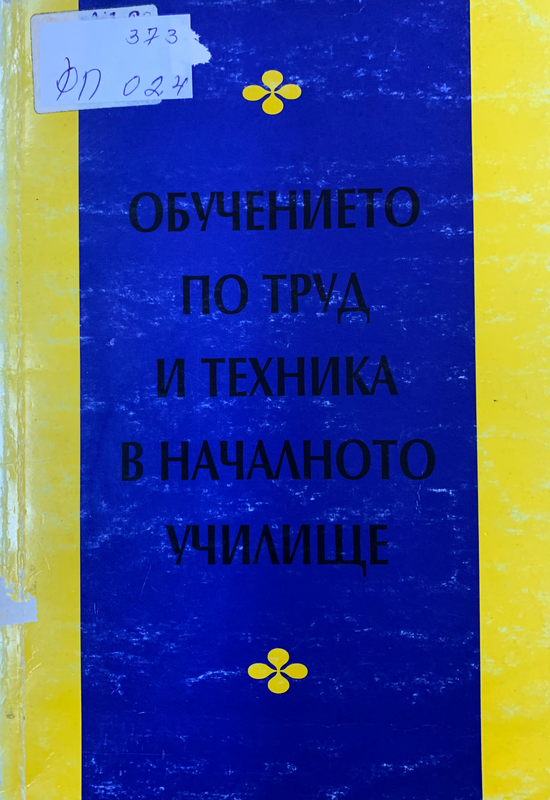 373
ФП 024
ОБУЧЕНИЕТО
ПО ТРУД
И ТЕХНИКА
В НАЧАЛНОТО
УЧИЛИЩЕ